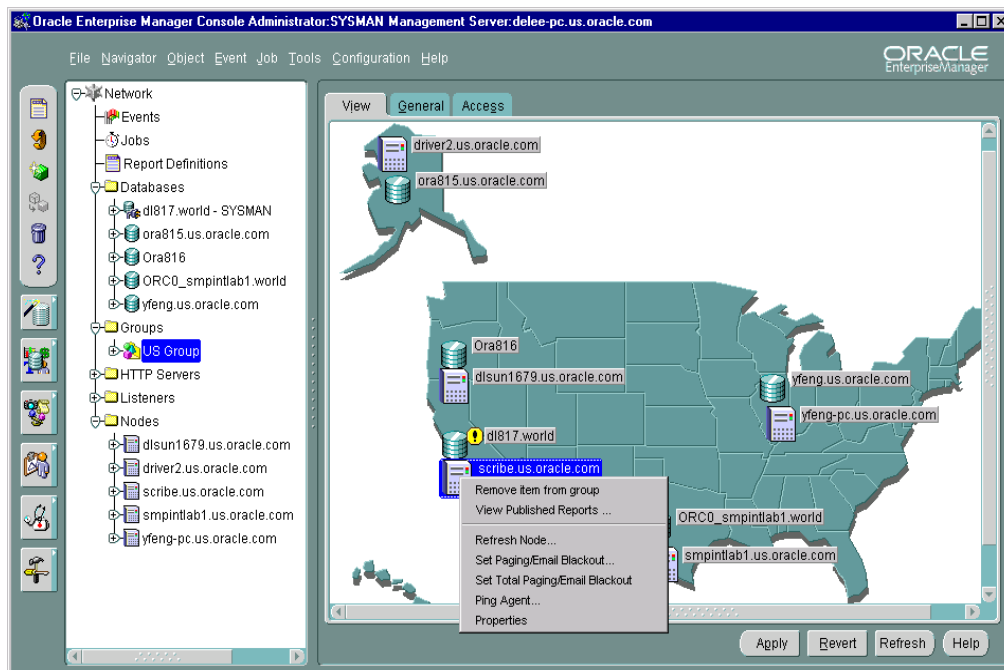 Oracle Enterprise Manager Console Administrator:SYSMAN Management Server:delee-pc.us.oracle.com
File Navigator Object Event Job Tools Configuration Help
ORACLE
EnterpriseManager
Network
Events
Jobs
Report Definitions
Databases
dl817.world - SYSMAN
ora815.us.oracle.com
Ora816
ORC0_smpintlab1.world
yfeng.us.oracle.com
Groups
US Group
HTTP Servers
Listeners
Nodes
dlsun1679.us.oracle.com
driver2.us.oracle.com
scribe.us.oracle.com
smpintlab1.us.oracle.com
yfeng-pc.us.oracle.com
View General Access
driver2.us.oracle.com
ora815.us.oracle.com
Ora816
dlsun1679.us.oracle.com
yfeng.us.oracle.com
yfeng-pc.us.oracle.com
dl817.world
scribe.us.oracle.com
Remove item from group
View Published Reports ...
Refresh Node...
Set Paging/Email Blackout...
Set Total Paging/Email Blackout
Ping Agent...
Properties
ORC0_smpintlab1.world
smpintlab1.us.oracle.com
Apply Revert Refresh Help